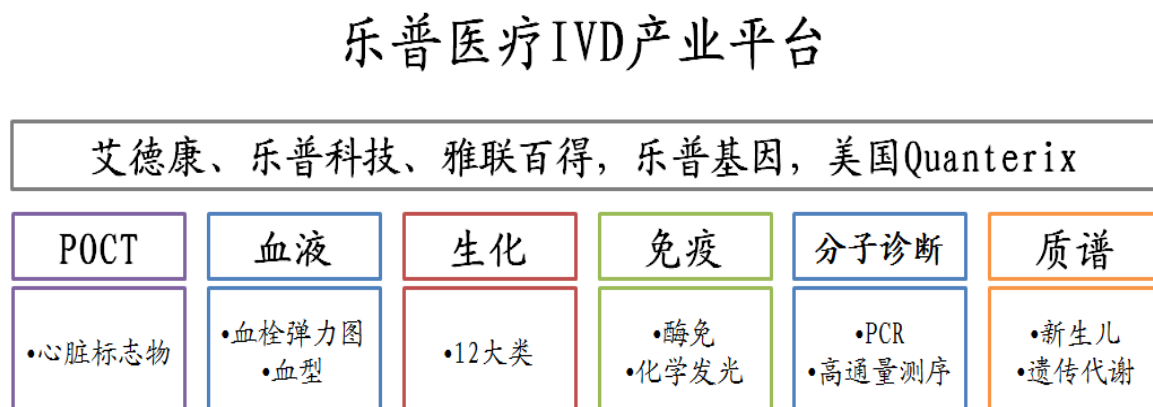 乐普医疗IVD产业平台
艾德康、乐普科技、雅联百得，乐普基因，美国Quanterix
POCT
•心脏标志物
血液
•血栓弹力图
•血型
生化
•12大类
免疫
•酶免
•化学发光
分子诊断
•PCR
•高通量测序
质谱
•新生儿
•遗传代谢